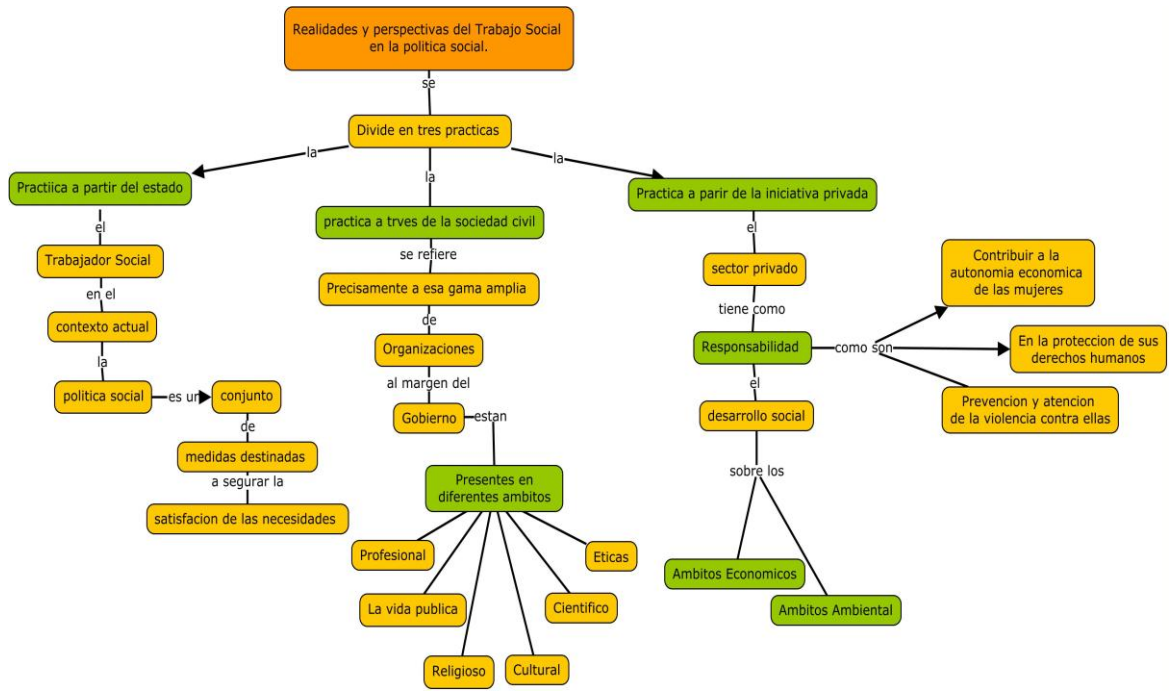 Realidades y perspectivas del Trabajo Social
en la politica social.
se
Divide en tres practicas
la
la
la
Practiica a partir del estado
el
Trabajador Social
en el
contexto actual
la
politica social
es un
conjunto
de
medidas destinadas
a segurar la
satisfacion de las necesidades
practica a trves de la sociedad civil
se refiere
Precisamente a esa gama amplia
de
Organizaciones
al margen del
Gobierno
estan
Presentes en
diferentes ambitos
Profesional
La vida publica
Religioso
Cultural
Cientifico
Eticas
Practica a parir de la iniciativa privada
el
sector privado
tiene como
Responsabilidad
como son
Contribuir a la
autonomia economica
de las mujeres
En la proteccion de sus
derechos humanos
Prevencion y atencion
de la violencia contra ellas
el
desarrollo social
sobre los
Ambitos Economicos
Ambitos Ambiental